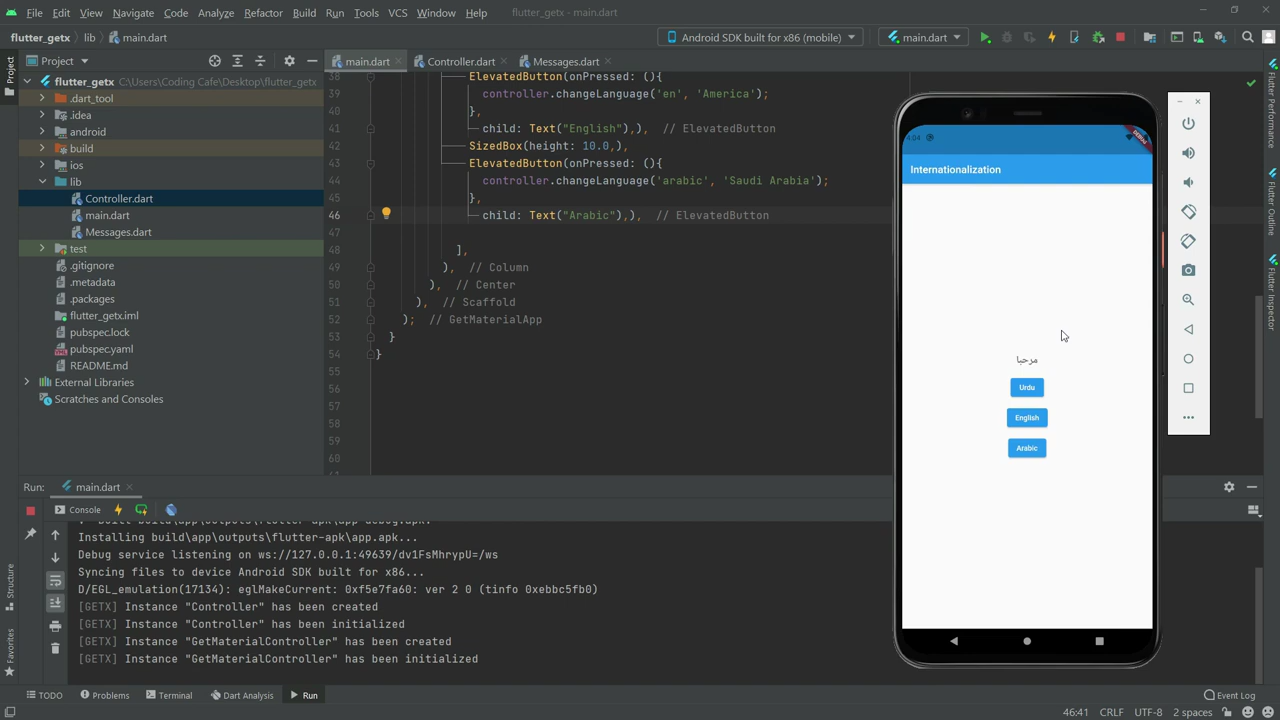 File Edit View Navigate Code Analyze Refactor Build Run Tools VCS Window Help flutter_getx - main.dart
flutter_getx lib main.dart Android SDK built for x86 (mobile) main.dart
Project main.dart Controller.dart Messages.dart
flutter_getx C:\Users\Coding Cafe\Desktop\flutter_getx
.dart_tool
.idea
android
build
ios
lib
Controller.dart
main.dart
Messages.dart
test
.gitignore
.metadata
.packages
flutter_getx.iml
pubspec.lock
pubspec.yaml
README.md
External Libraries
Scratches and Consoles
38 ElevatedButton(onPressed: (){
39 controller.changeLanguage('en', 'America');
40 },
41 child: Text("English"),), // ElevatedButton
42 SizedBox(height: 10.0,),
43 ElevatedButton(onPressed: (){
44 controller.changeLanguage('arabic', 'Saudi Arabia');
45 },
46 child: Text("Arabic"),), // ElevatedButton
48 ],
49 ), // Column
50 ), // Center
51 ), // Scaffold
52 ); // GetMaterialApp
53 }
54 }
55
56
57
58
59
60
Internationalization
DEBUG
مرحبا
Urdu
English
Arabic
Project
Structure
Favorites
Flutter Performance
Flutter Outline
Flutter Inspector
Run: main.dart
Console
Installing build\app\outputs\flutter-apk\app.apk...
Debug service listening on ws://127.0.0.1:49639/dv1FsMhrypU=/ws
Syncing files to device Android SDK built for x86...
D/EGL_emulation(17134): eglMakeCurrent: 0xf5e7fa60: ver 2 0 (tinfo 0xebbc5fb0)
[GETX] Instance "Controller" has been created
[GETX] Instance "Controller" has been initialized
[GETX] Instance "GetMaterialController" has been created
[GETX] Instance "GetMaterialController" has been initialized
TODO Problems Terminal Dart Analysis Run Event Log
46:41 CRLF UTF-8 2 spaces